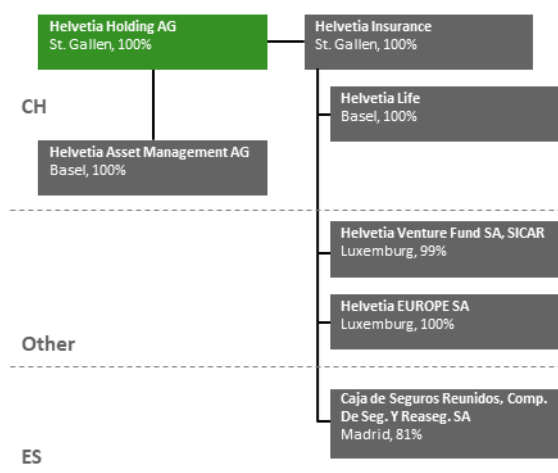 Helvetia Holding AG
St. Gallen, 100%
Helvetia Insurance
St. Gallen, 100%
CH
Helvetia Life
Basel, 100%
Helvetia Asset Management AG
Basel, 100%
Helvetia Venture Fund SA, SICAR
Luxemburg, 99%
Helvetia EUROPE SA
Luxemburg, 100%
Other
Caja de Seguros Reunidos, Comp.
De Seg. Y Reaseg. SA
Madrid, 81%
ES